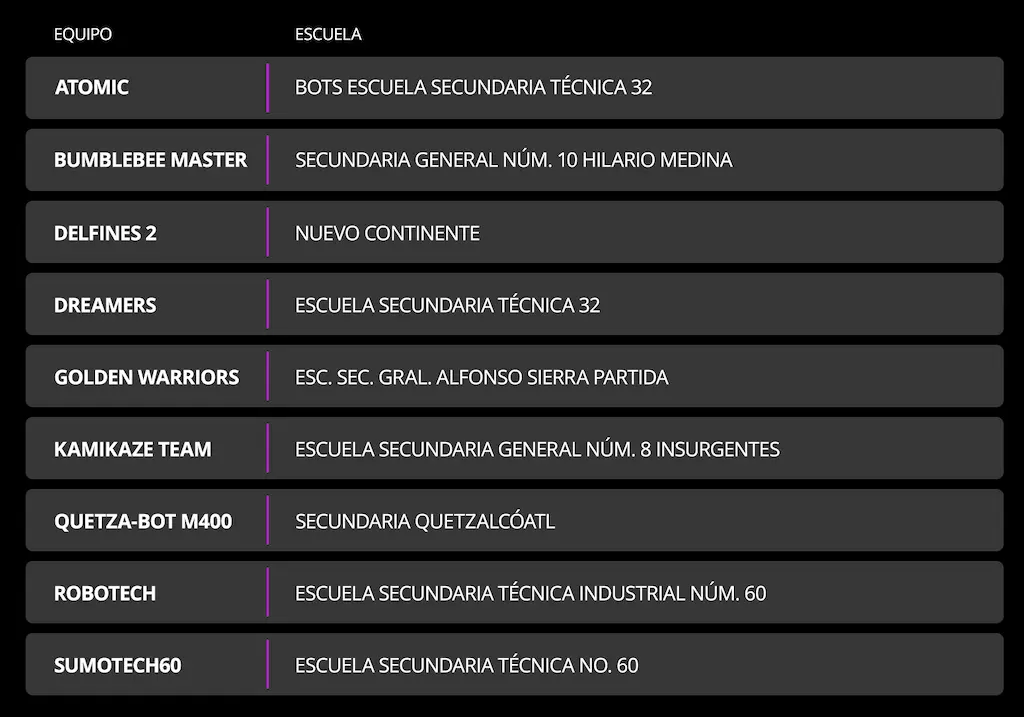 EQUIPO ESCUELA
ATOMIC BOTS ESCUELA SECUNDARIA TÉCNICA 32
BUMBLEBEE MASTER SECUNDARIA GENERAL NÚM. 10 HILARIO MEDINA
DELFINES 2 NUEVO CONTINENTE
DREAMERS ESCUELA SECUNDARIA TÉCNICA 32
GOLDEN WARRIORS ESC. SEC. GRAL. ALFONSO SIERRA PARTIDA
KAMIKAZE TEAM ESCUELA SECUNDARIA GENERAL NÚM. 8 INSURGENTES
QUETZA-BOT M400 SECUNDARIA QUETZALCÓATL
ROBOTECH ESCUELA SECUNDARIA TÉCNICA INDUSTRIAL NÚM. 60
SUMOTECH60 ESCUELA SECUNDARIA TÉCNICA NO. 60